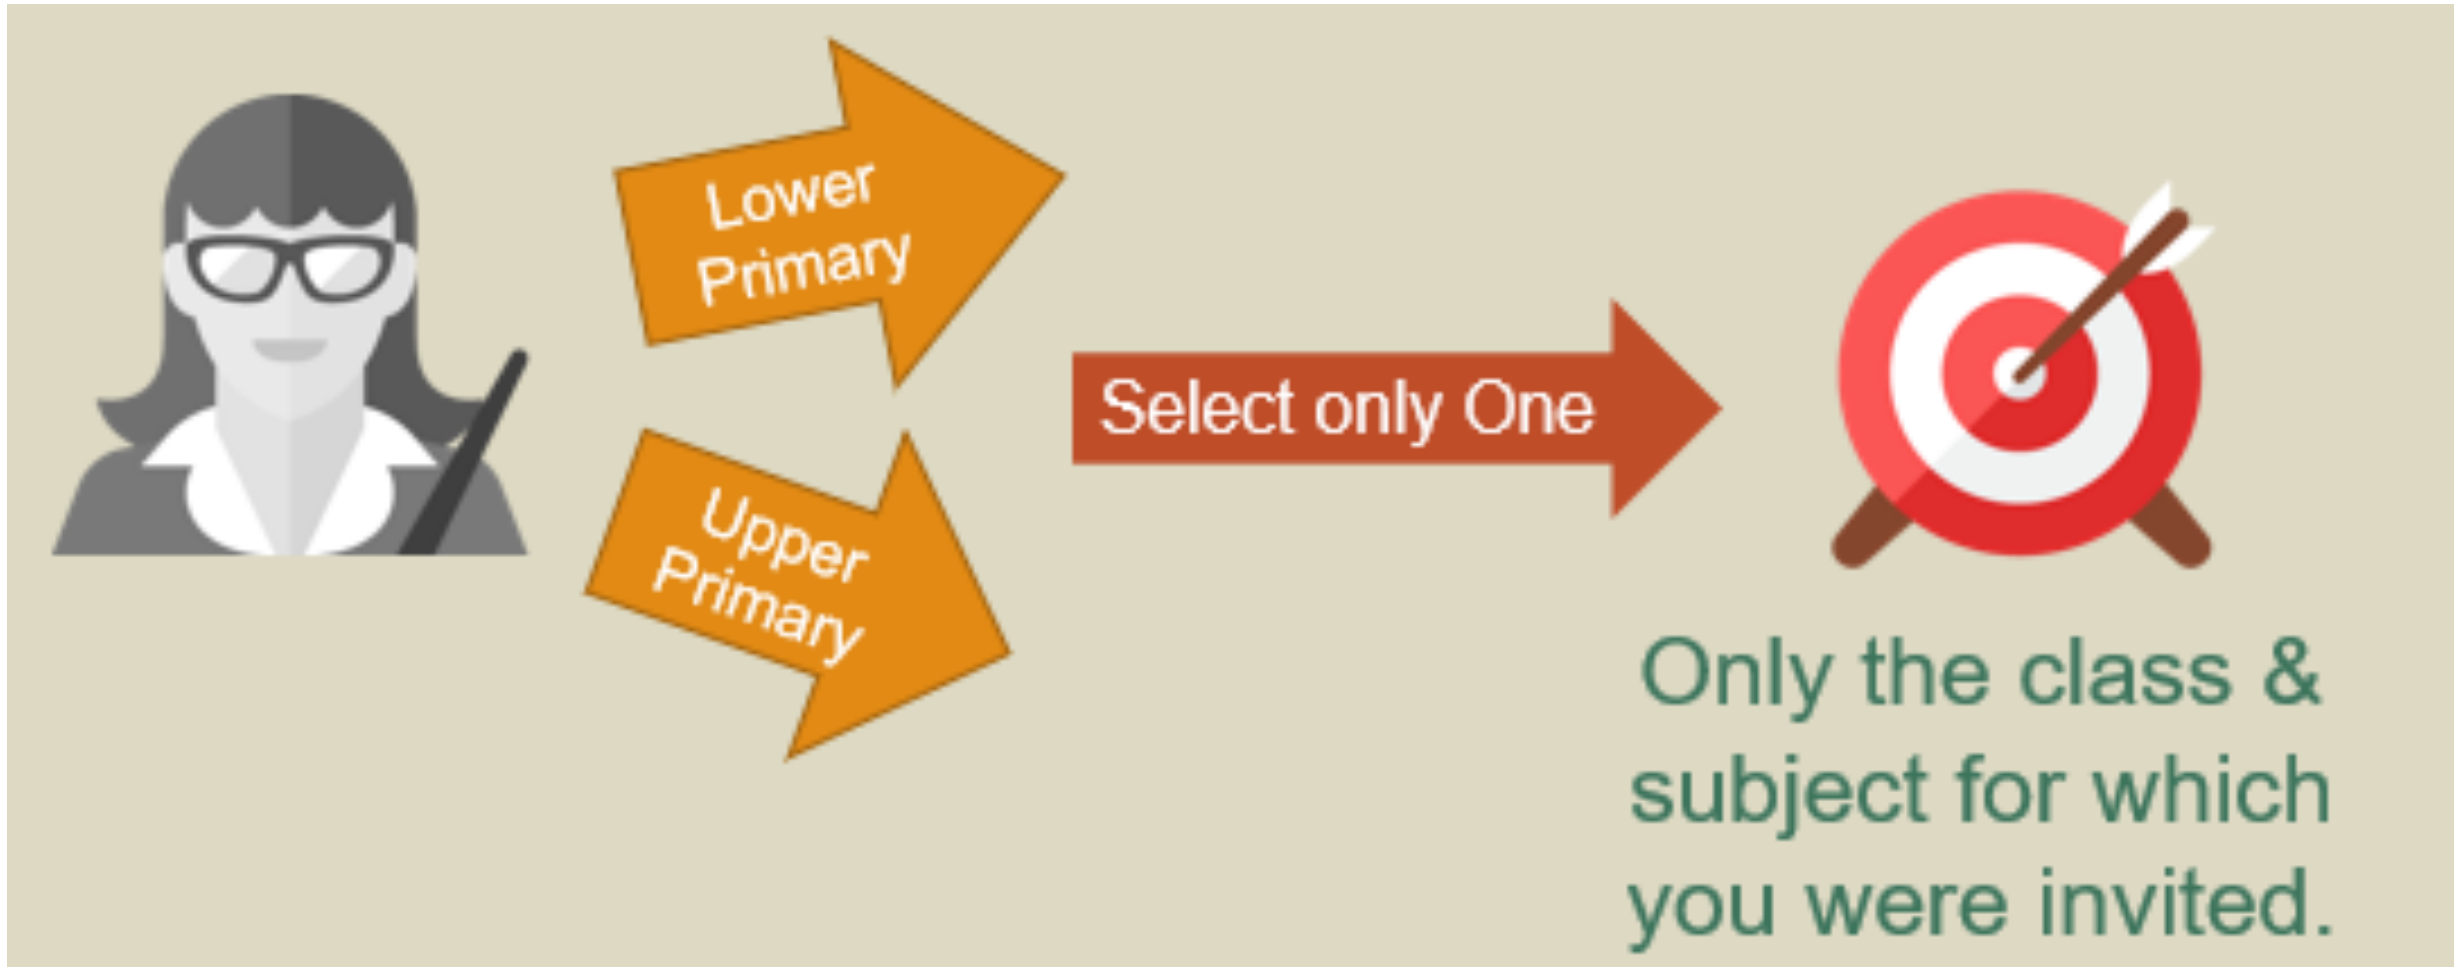 Lower
Primary
Upper
Primary
Select only One
Only the class &
subject for which
you were invited.